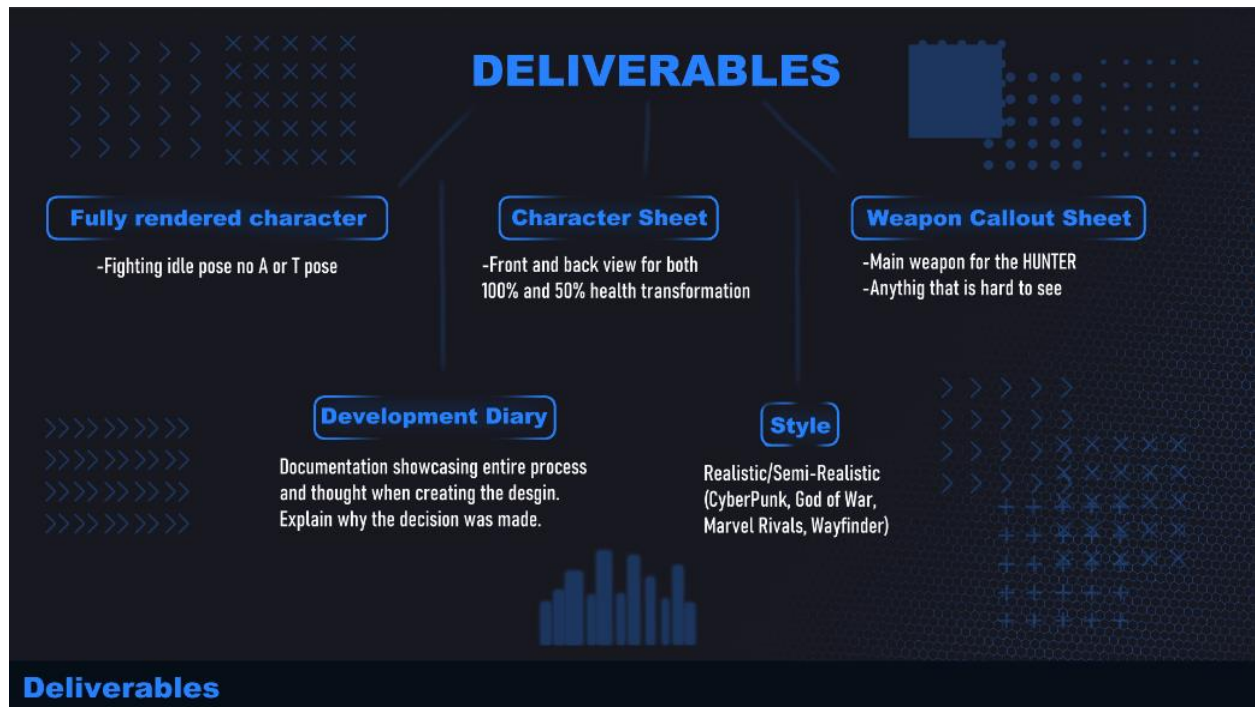 DELIVERABLES
Fully rendered character
-Fighting idle pose no A or T pose
Character Sheet
-Front and back view for both
100% and 50% health transformation
Weapon Callout Sheet
-Main weapon for the HUNTER
-Anythig that is hard to see
Development Diary
Documentation showcasing entire process
and thought when creating the desgin.
Explain why the decision was made.
Style
Realistic/Semi-Realistic
(CyberPunk, God of War,
Marvel Rivals, Wayfinder)
Deliverables